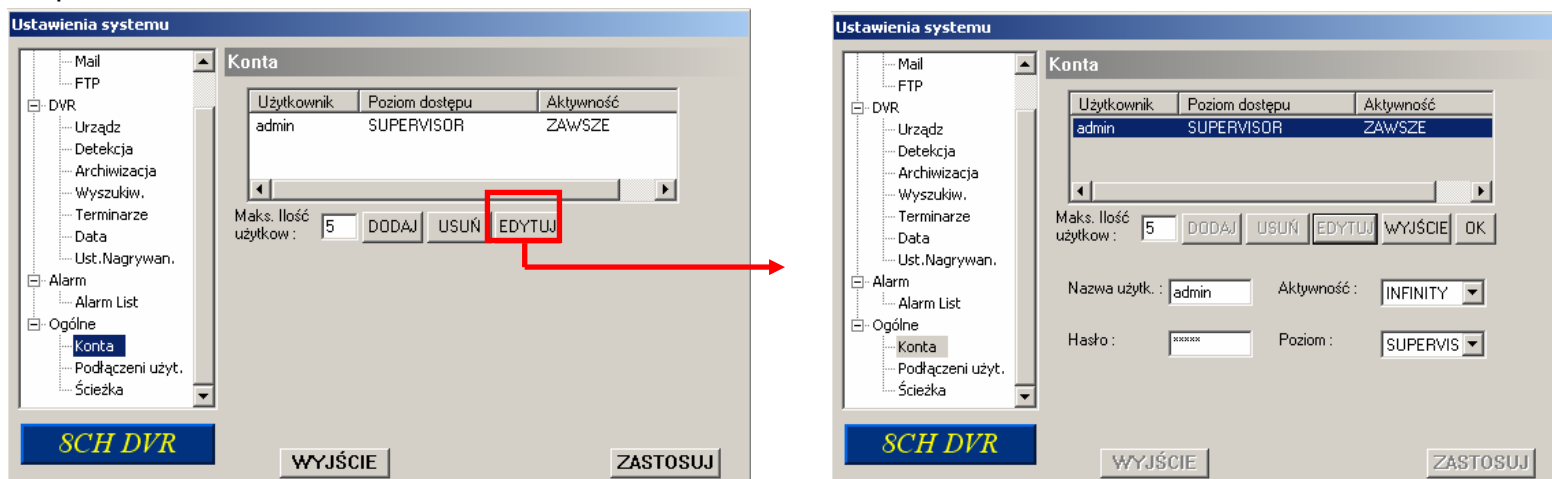 Ustawienia systemu
Mail
FTP
DVR
Urządz
Detekcja
Archiwizacja
Wyszukiw.
Terminarze
Data
Ust.Nagrywan.
Alarm
Alarm List
Ogólne
Konta
Podłączeni użyt.
Ścieżka
8CH DVR
Konta
Użytkownik Poziom dostępu Aktywność
admin SUPERVISOR ZAWSZE
Maks. Ilość
użytkow : 5 DODAJ USUŃ EDYTUJ
WYJŚCIE ZASTOSUJ
Ustawienia systemu
Mail
FTP
DVR
Urządz
Detekcja
Archiwizacja
Wyszukiw.
Terminarze
Data
Ust.Nagrywan.
Alarm
Alarm List
Ogólne
Konta
Podłączeni użyt.
Ścieżka
8CH DVR
Konta
Użytkownik Poziom dostępu Aktywność
admin SUPERVISOR ZAWSZE
Maks. Ilość
użytkow : 5 DODAJ USUŃ EDYTUJ WYJŚCIE OK
Nazwa użytk. : admin Aktywność : INFINITY
Hasło : ***** Poziom : SUPERVIS
WYJŚCIE ZASTOSUJ